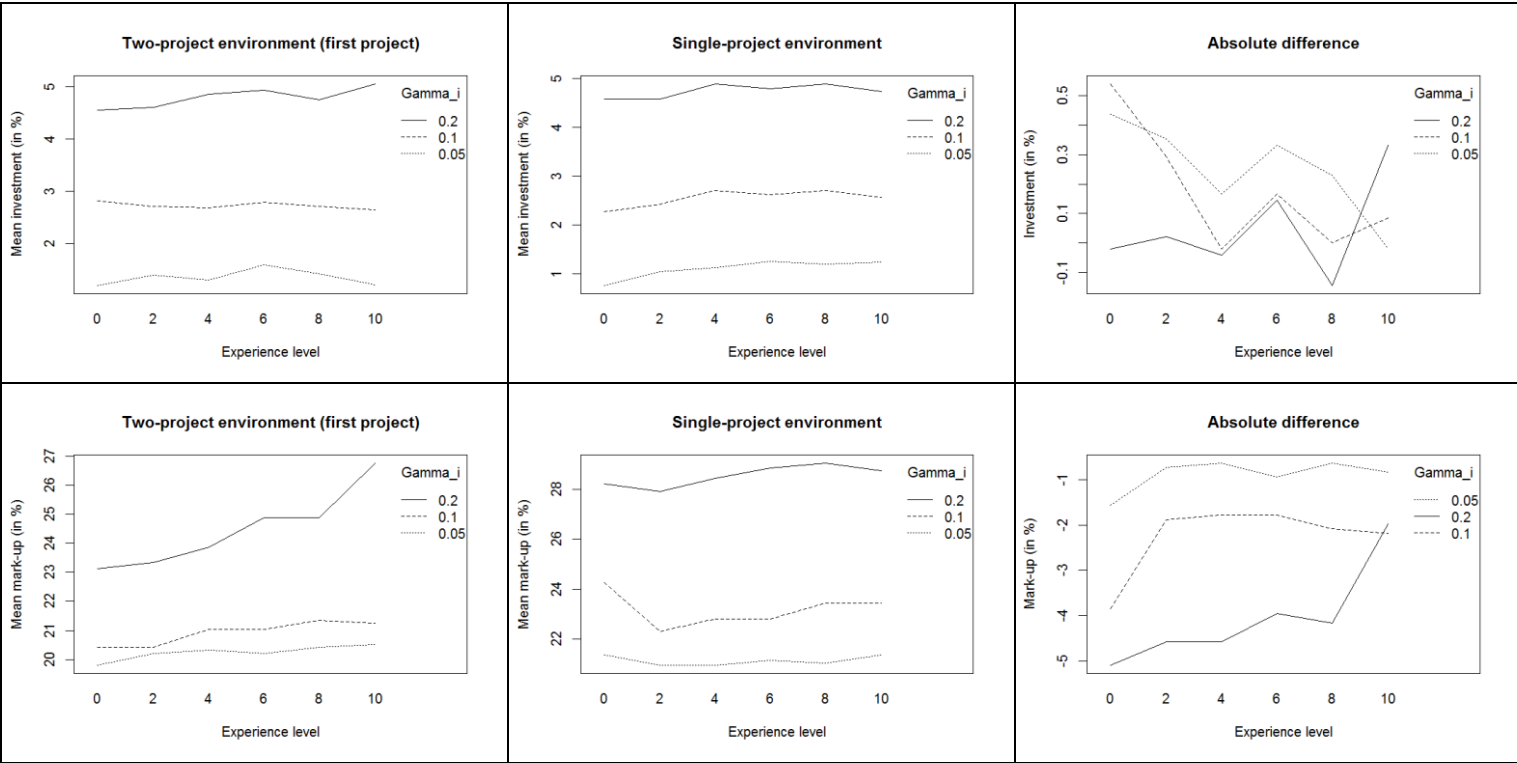 Two-project environment (first project)
Mean investment (in %)
5
4
3
2
0 2 4 6 8 10
Experience level
Gamma_i
0.2
0.1
0.05
Single-project environment
Mean investment (in %)
5
4
3
2
1
0 2 4 6 8 10
Experience level
Gamma_i
0.2
0.1
0.05
Absolute difference
Investment (in %)
0.5
0.3
0.1
-0.1
0 2 4 6 8 10
Experience level
Gamma_i
0.2
0.1
0.05
Two-project environment (first project)
Mean mark-up (in %)
27
26
25
24
23
22
21
20
0 2 4 6 8 10
Experience level
Gamma_i
0.2
0.1
0.05
Single-project environment
Mean mark-up (in %)
28
26
24
22
0 2 4 6 8 10
Experience level
Gamma_i
0.2
0.1
0.05
Absolute difference
Mark-up (in %)
-1
-2
-3
-4
-5
0 2 4 6 8 10
Experience level
Gamma_i
0.05
0.2
0.1